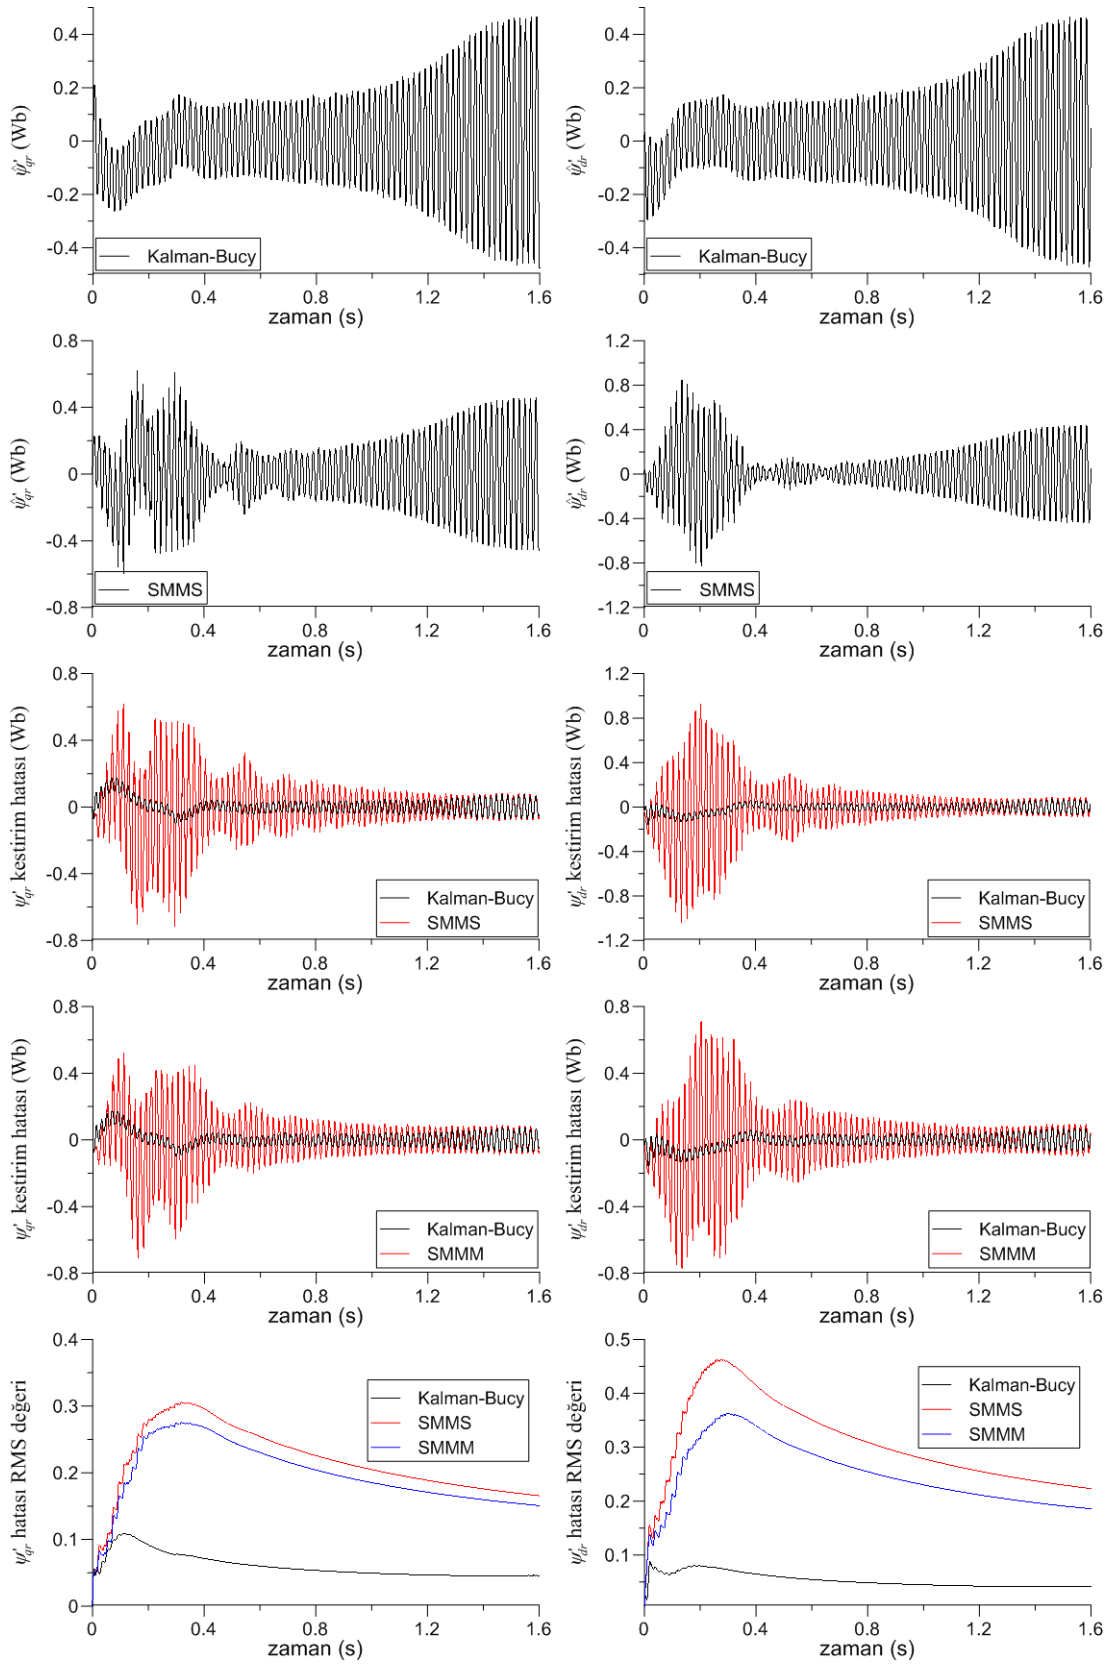 0.4
0.2
0
-0.2
-0.4
ψ̂'qr (Wb)
Kalman-Bucy
0 0.4 0.8 1.2 1.6
zaman (s)
0.4
0.2
0
-0.2
-0.4
ψ̂'dr (Wb)
Kalman-Bucy
0 0.4 0.8 1.2 1.6
zaman (s)
0.8
0.4
0
-0.4
-0.8
ψ̂'qr (Wb)
SMMS
0 0.4 0.8 1.2 1.6
zaman (s)
1.2
0.8
0.4
0
-0.4
-0.8
-1.2
ψ̂'dr (Wb)
SMMS
0 0.4 0.8 1.2 1.6
zaman (s)
0.8
0.4
0
-0.4
-0.8
ψ'qr kestirim hatası (Wb)
Kalman-Bucy
SMMS
0 0.4 0.8 1.2 1.6
zaman (s)
1.2
0.8
0.4
0
-0.4
-0.8
-1.2
ψ'dr kestirim hatası (Wb)
Kalman-Bucy
SMMS
0 0.4 0.8 1.2 1.6
zaman (s)
0.8
0.4
0
-0.4
-0.8
ψ'qr kestirim hatası (Wb)
Kalman-Bucy
SMMM
0 0.4 0.8 1.2 1.6
zaman (s)
0.8
0.4
0
-0.4
-0.8
ψ'dr kestirim hatası (Wb)
Kalman-Bucy
SMMM
0 0.4 0.8 1.2 1.6
zaman (s)
0.4
0.3
0.2
0.1
0
ψ'qr hatası RMS değeri
Kalman-Bucy
SMMS
SMMM
0 0.4 0.8 1.2 1.6
zaman (s)
0.5
0.4
0.3
0.2
0.1
ψ'dr hatası RMS değeri
Kalman-Bucy
SMMS
SMMM
0 0.4 0.8 1.2 1.6
zaman (s)